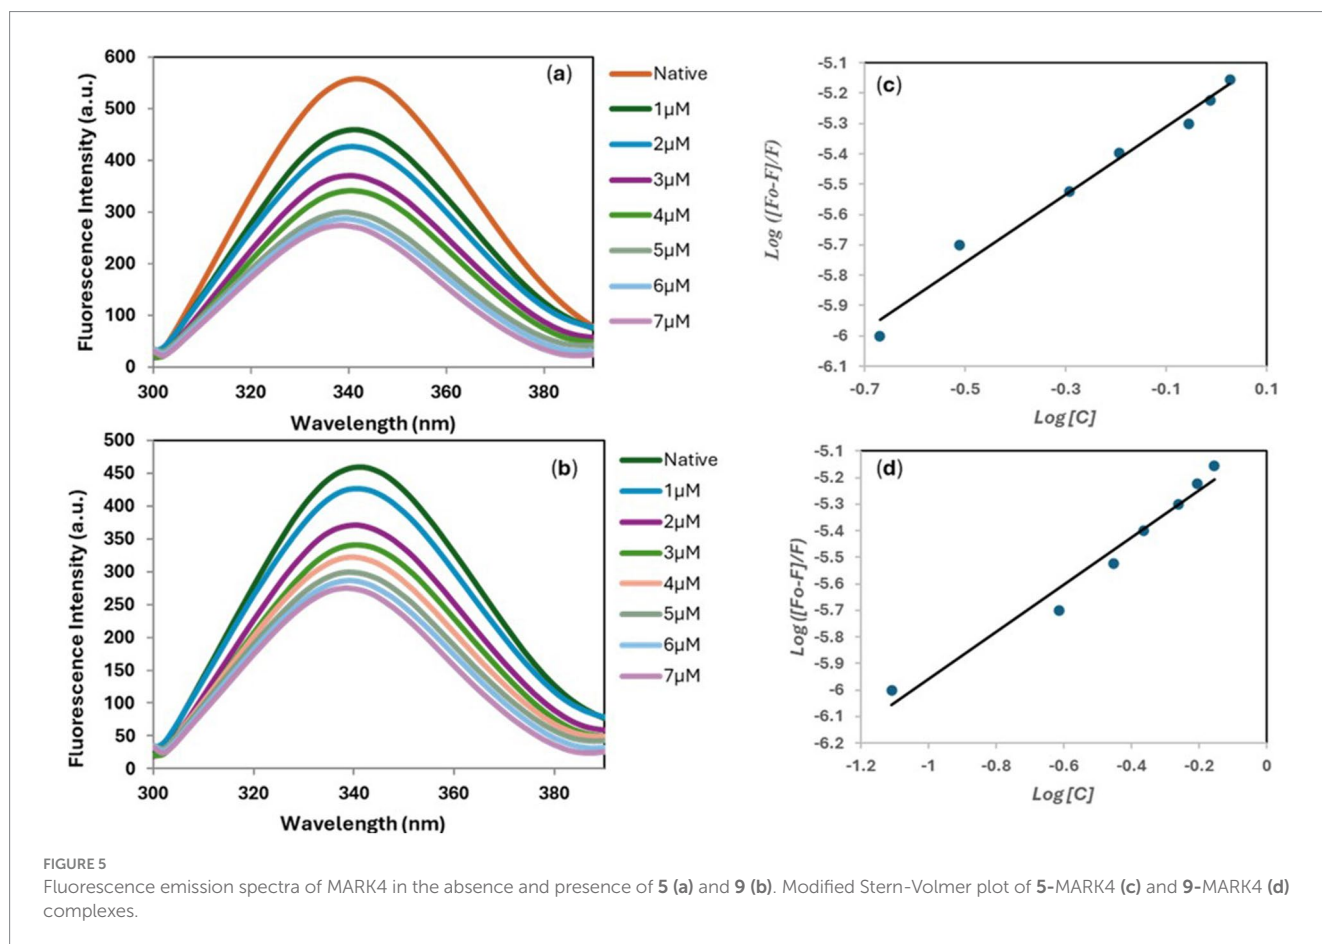 600
500
400
300
200
100
0
300
320
340
360
380
Fluorescence Intensity (a.u.)
Wavelength (nm)
(a)
Native
1µM
2µM
3µM
4µM
5µM
6µM
7µM
(c)
-5.1
-5.2
-5.3
-5.4
-5.5
-5.6
-5.7
-5.8
-5.9
-6
-6.1
-0.7
-0.5
-0.3
-0.1
0.1
Log ([Fo-F]/F)
Log [C]
500
450
400
350
300
250
200
150
100
50
0
300
320
340
360
380
Fluorescence Intensity (a.u.)
Wavelength (nm)
(b)
Native
1µM
2µM
3µM
4µM
5µM
6µM
7µM
(d)
-5.1
-5.2
-5.3
-5.4
-5.5
-5.6
-5.7
-5.8
-5.9
-6
-6.1
-6.2
-1.2
-1
-0.8
-0.6
-0.4
-0.2
0
Log ([Fo-F]/F)
Log [C]
FIGURE 5
Fluorescence emission spectra of MARK4 in the absence and presence of 5 (a) and 9 (b). Modified Stern-Volmer plot of 5-MARK4 (c) and 9-MARK4 (d)
complexes.